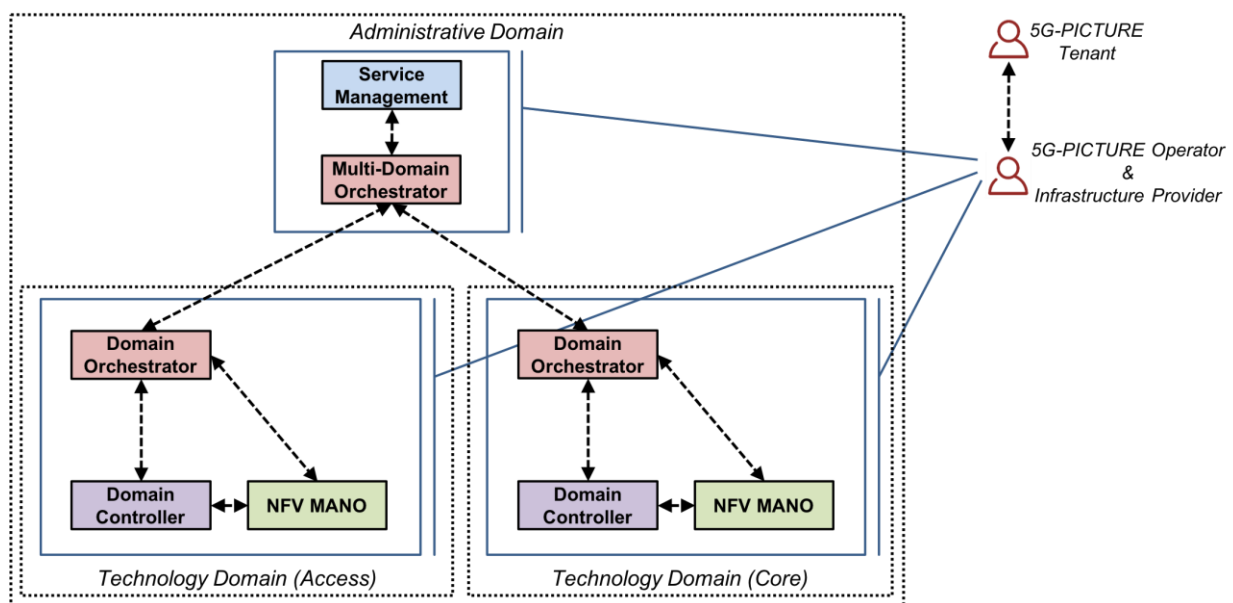 Administrative Domain
Service
Management
Multi-Domain
Orchestrator
5G-PICTURE
Tenant
5G-PICTURE Operator
&
Infrastructure Provider
Domain
Orchestrator
Domain
Controller
NFV MANO
Technology Domain (Access)
Domain
Orchestrator
Domain
Controller
NFV MANO
Technology Domain (Core)